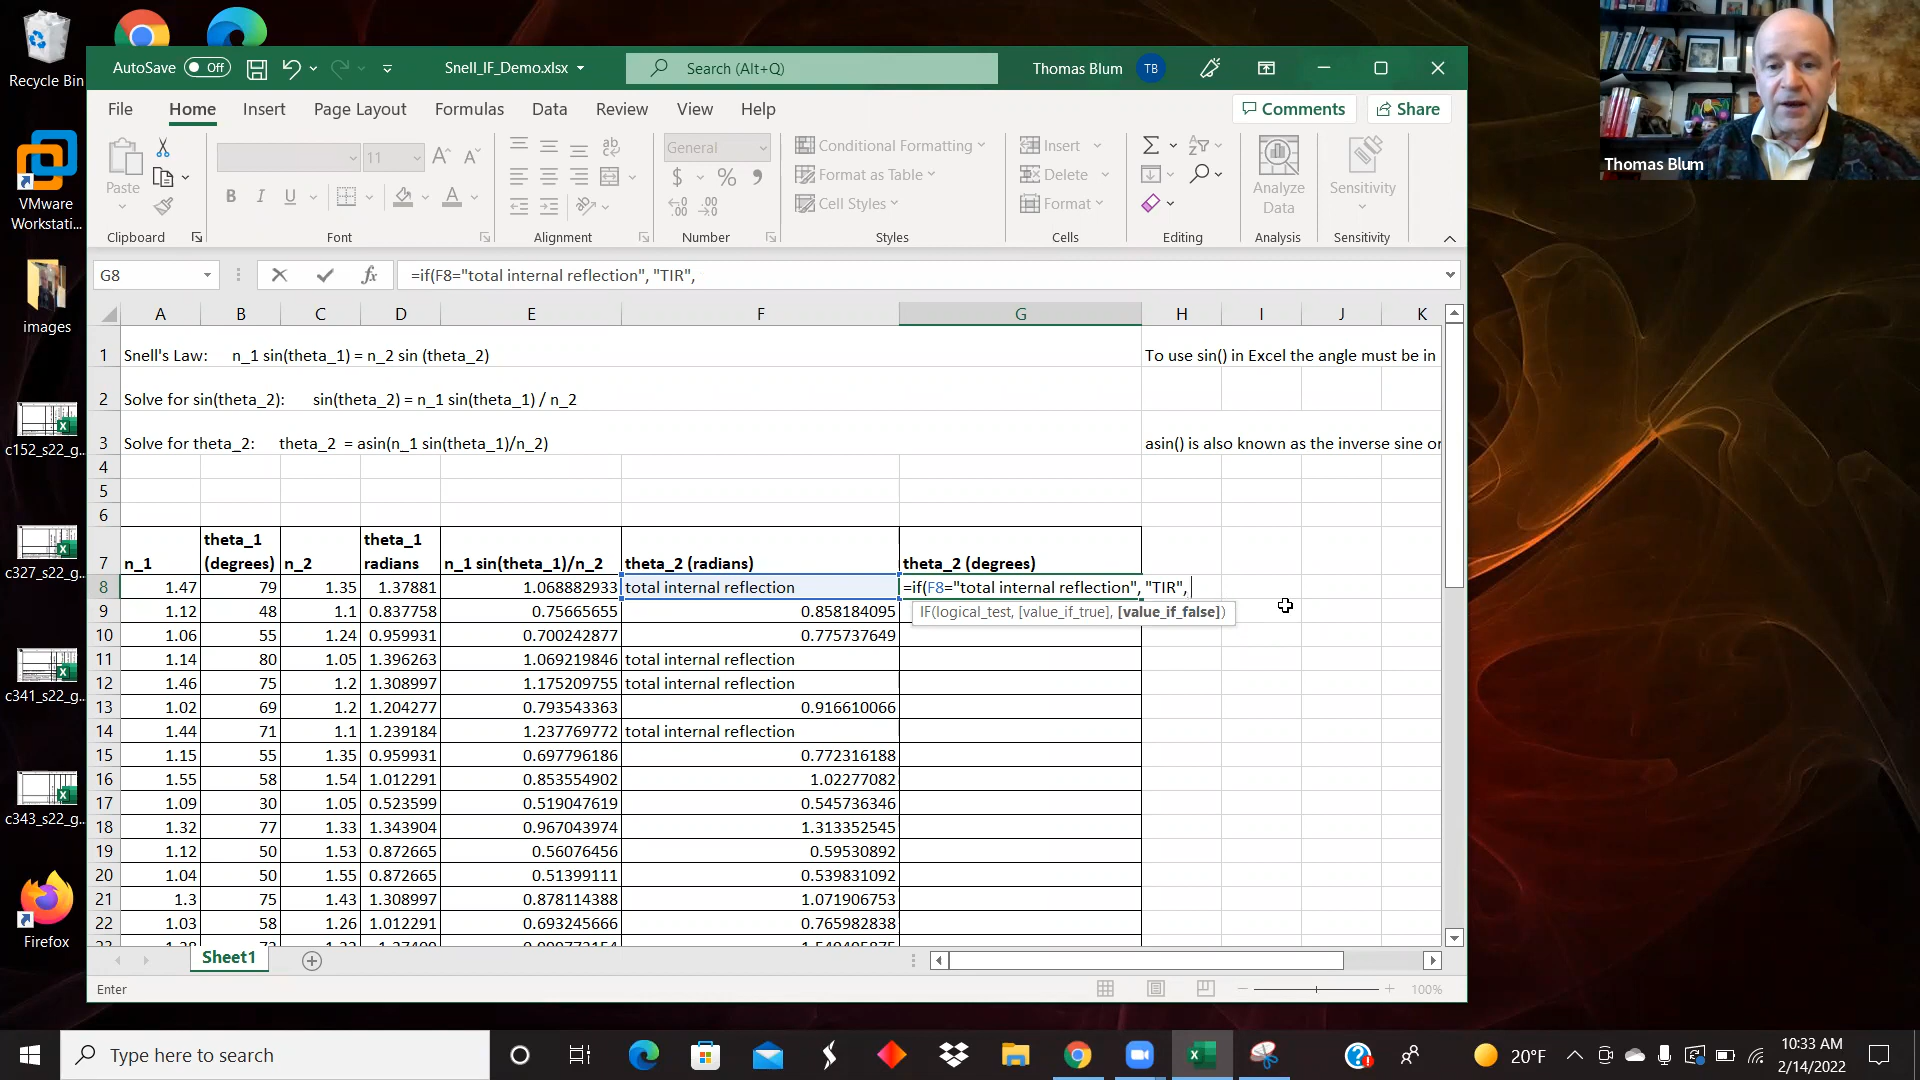 Recycle Bin
VMware
Workstati...
images
c152_s22_g...
c327_s22_g...
c341_s22_g...
c343_s22_g...
Firefox
AutoSave Off
Snell_IF_Demo.xlsx
Search (Alt+Q)
Thomas Blum TB
File Home Insert Page Layout Formulas Data Review View Help
Comments Share
Paste
11
General
Conditional Formatting
Format as Table
Cell Styles
Insert
Delete
Format
Analyze
Data
Sensitivity
Clipboard Font Alignment Number Styles Cells Editing Analysis Sensitivity
G8 fx =if(F8="total internal reflection", "TIR",
A B C D E F G H I J K
1 Snell's Law: n_1 sin(theta_1) = n_2 sin (theta_2) To use sin() in Excel the angle must be in
2 Solve for sin(theta_2): sin(theta_2) = n_1 sin(theta_1) / n_2
3 Solve for theta_2: theta_2 = asin(n_1 sin(theta_1)/n_2) asin() is also known as the inverse sine or
4
5
6
7 n_1 theta_1 (degrees) n_2 theta_1 radians n_1 sin(theta_1)/n_2 theta_2 (radians) theta_2 (degrees)
8 1.47 79 1.35 1.37881 1.068882933 total internal reflection =if(F8="total internal reflection", "TIR",
IF(logical_test, [value_if_true], [value_if_false])
9 1.12 48 1.1 0.837758 0.75665655 0.858184095
10 1.06 55 1.24 0.959931 0.700242877 0.775737649
11 1.14 80 1.05 1.396263 1.069219846 total internal reflection
12 1.46 75 1.2 1.308997 1.175209755 total internal reflection
13 1.02 69 1.2 1.204277 0.793543363 0.916610066
14 1.44 71 1.1 1.239184 1.237769772 total internal reflection
15 1.15 55 1.35 0.959931 0.697796186 0.772316188
16 1.55 58 1.54 1.012291 0.853554902 1.02277082
17 1.09 30 1.05 0.523599 0.519047619 0.545736346
18 1.32 77 1.33 1.343904 0.967043974 1.313352545
19 1.12 50 1.53 0.872665 0.56076456 0.59530892
20 1.04 50 1.55 0.872665 0.51399111 0.539831092
21 1.3 75 1.43 1.308997 0.878114388 1.071906753
22 1.03 58 1.26 1.012291 0.693245666 0.765982838
Sheet1
Enter
100%
Thomas Blum
Type here to search
20°F
10:33 AM
2/14/2022